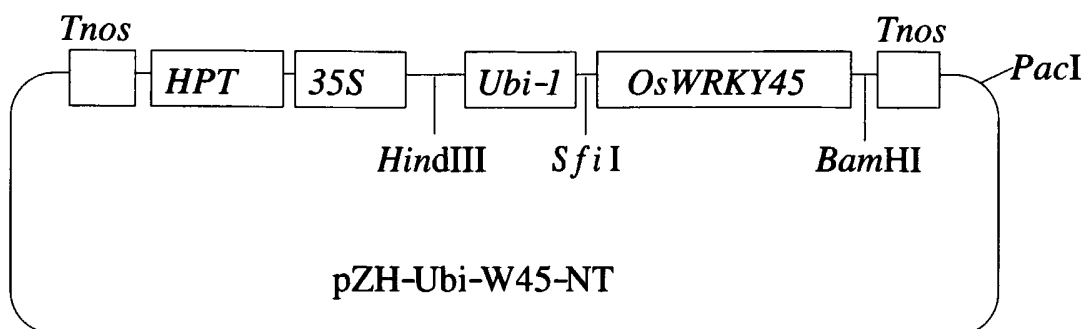 Tnos Tnos
HPT 35S Ubi-1 OsWRKY45 PacI
HindIII SfiI BamHI
pZH-Ubi-W45-NT